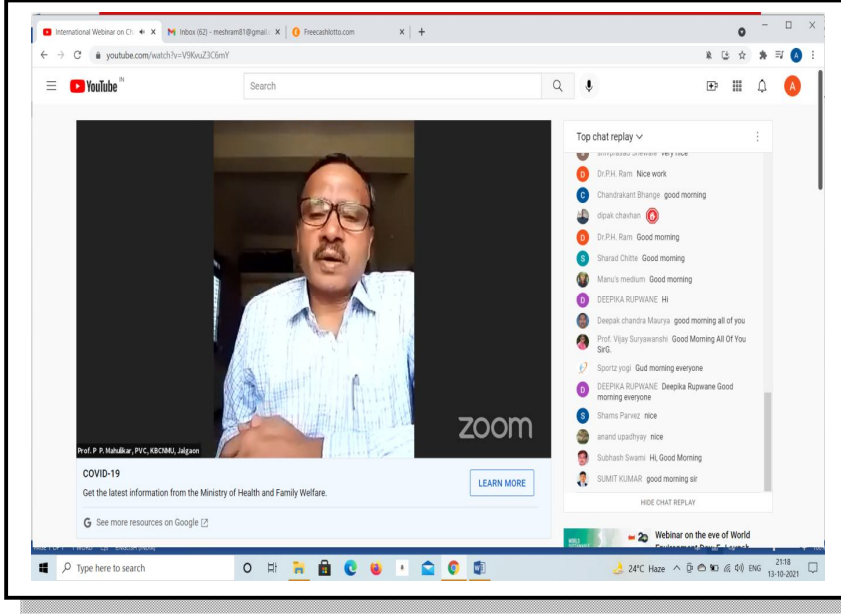 International Webinar on Ch
Inbox (62) - meshram81@gmail.
Freecashlotto.com
youtube.com/watch?v=V9KvuZ3C6mY
YouTube IN
Search
A
Prof. P P. Mahulikar, PVC, KBCNMU, Jalgaon
zoom
COVID-19
Get the latest information from the Ministry of Health and Family Welfare.
LEARN MORE
See more resources on Google
Top chat replay
Very nice
Dr.P.H. Ram Nice work
Chandrakant Bhange good morning
dipak chavhan
Dr.P.H. Ram Good morning
Sharad Chitte Good morning
Manu's medium Good morning
DEEPIKA RUPWANE Hi
Deepak chandra Maurya good morning all of you
Prof. Vijay Suryawanshi Good Morning All Of You
SirG.
Sportz yogi Gud morning everyone
DEEPIKA RUPWANE Deepika Rupwane Good
morning everyone
Shams Parvez nice
anand upadhyay nice
Subhash Swami Hi, Good Morning
SUMIT KUMAR good morning sir
HIDE CHAT REPLAY
Webinar on the eve of World
Type here to search
24°C Haze
ENG
21:18
13-10-2021